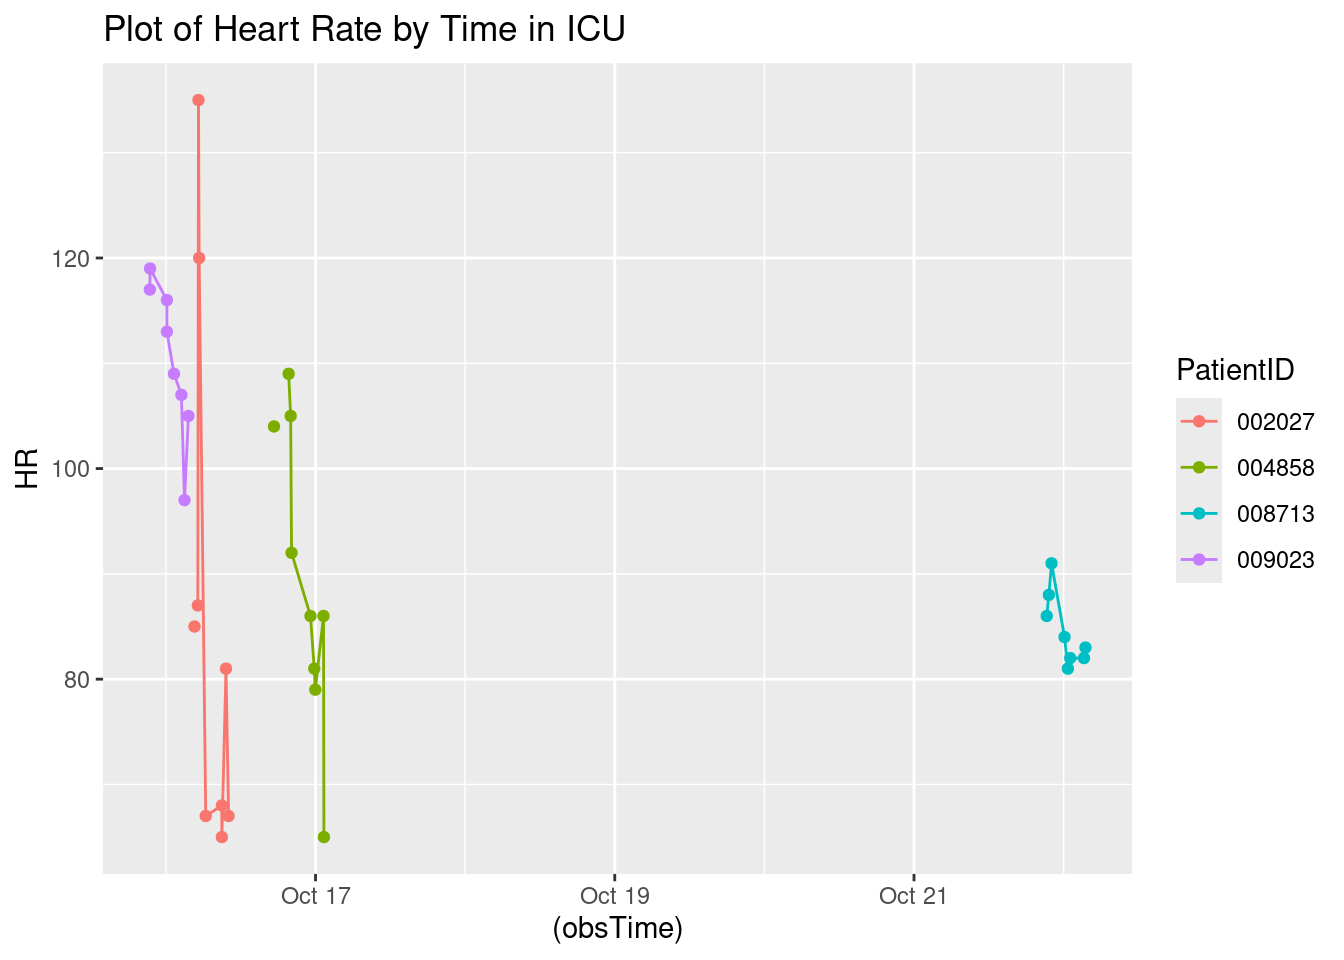 Plot of Heart Rate by Time in ICU
120
100
80
HR
Oct 17
Oct 19
Oct 21
(obsTime)
PatientID
002027
004858
008713
009023